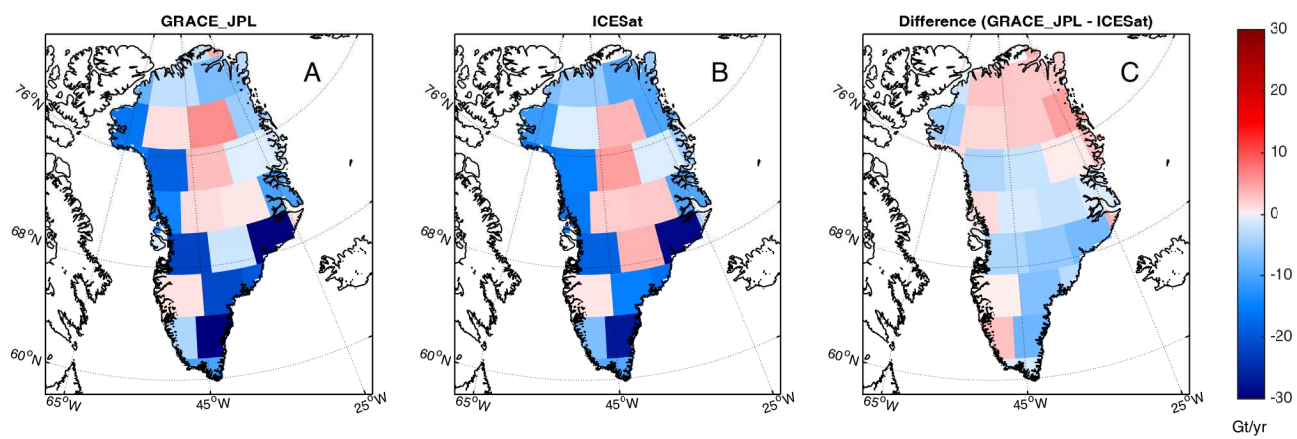 GRACE_JPL
ICESat
Difference (GRACE_JPL - ICESat)
A
B
C
76°N
68°N
60°N
65°W
45°W
25°W
76°N
68°N
60°N
65°W
45°W
25°W
76°N
68°N
60°N
65°W
45°W
25°W
30
20
10
0
-10
-20
-30
Gt/yr